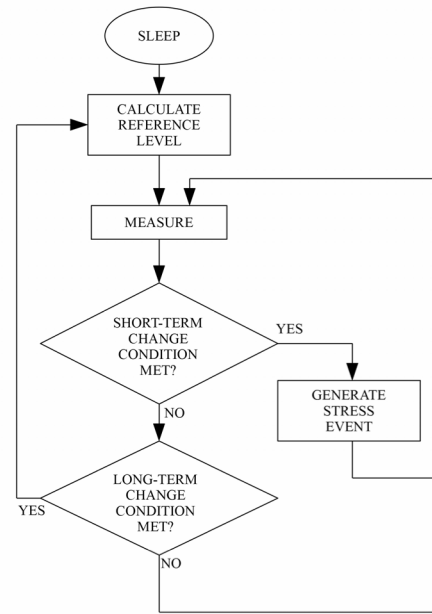 SLEEP
CALCULATE
REFERENCE
LEVEL
MEASURE
SHORT-TERM
CHANGE
CONDITION
MET?
YES
GENERATE
STRESS
EVENT
NO
LONG-TERM
CHANGE
CONDITION
MET?
YES
NO